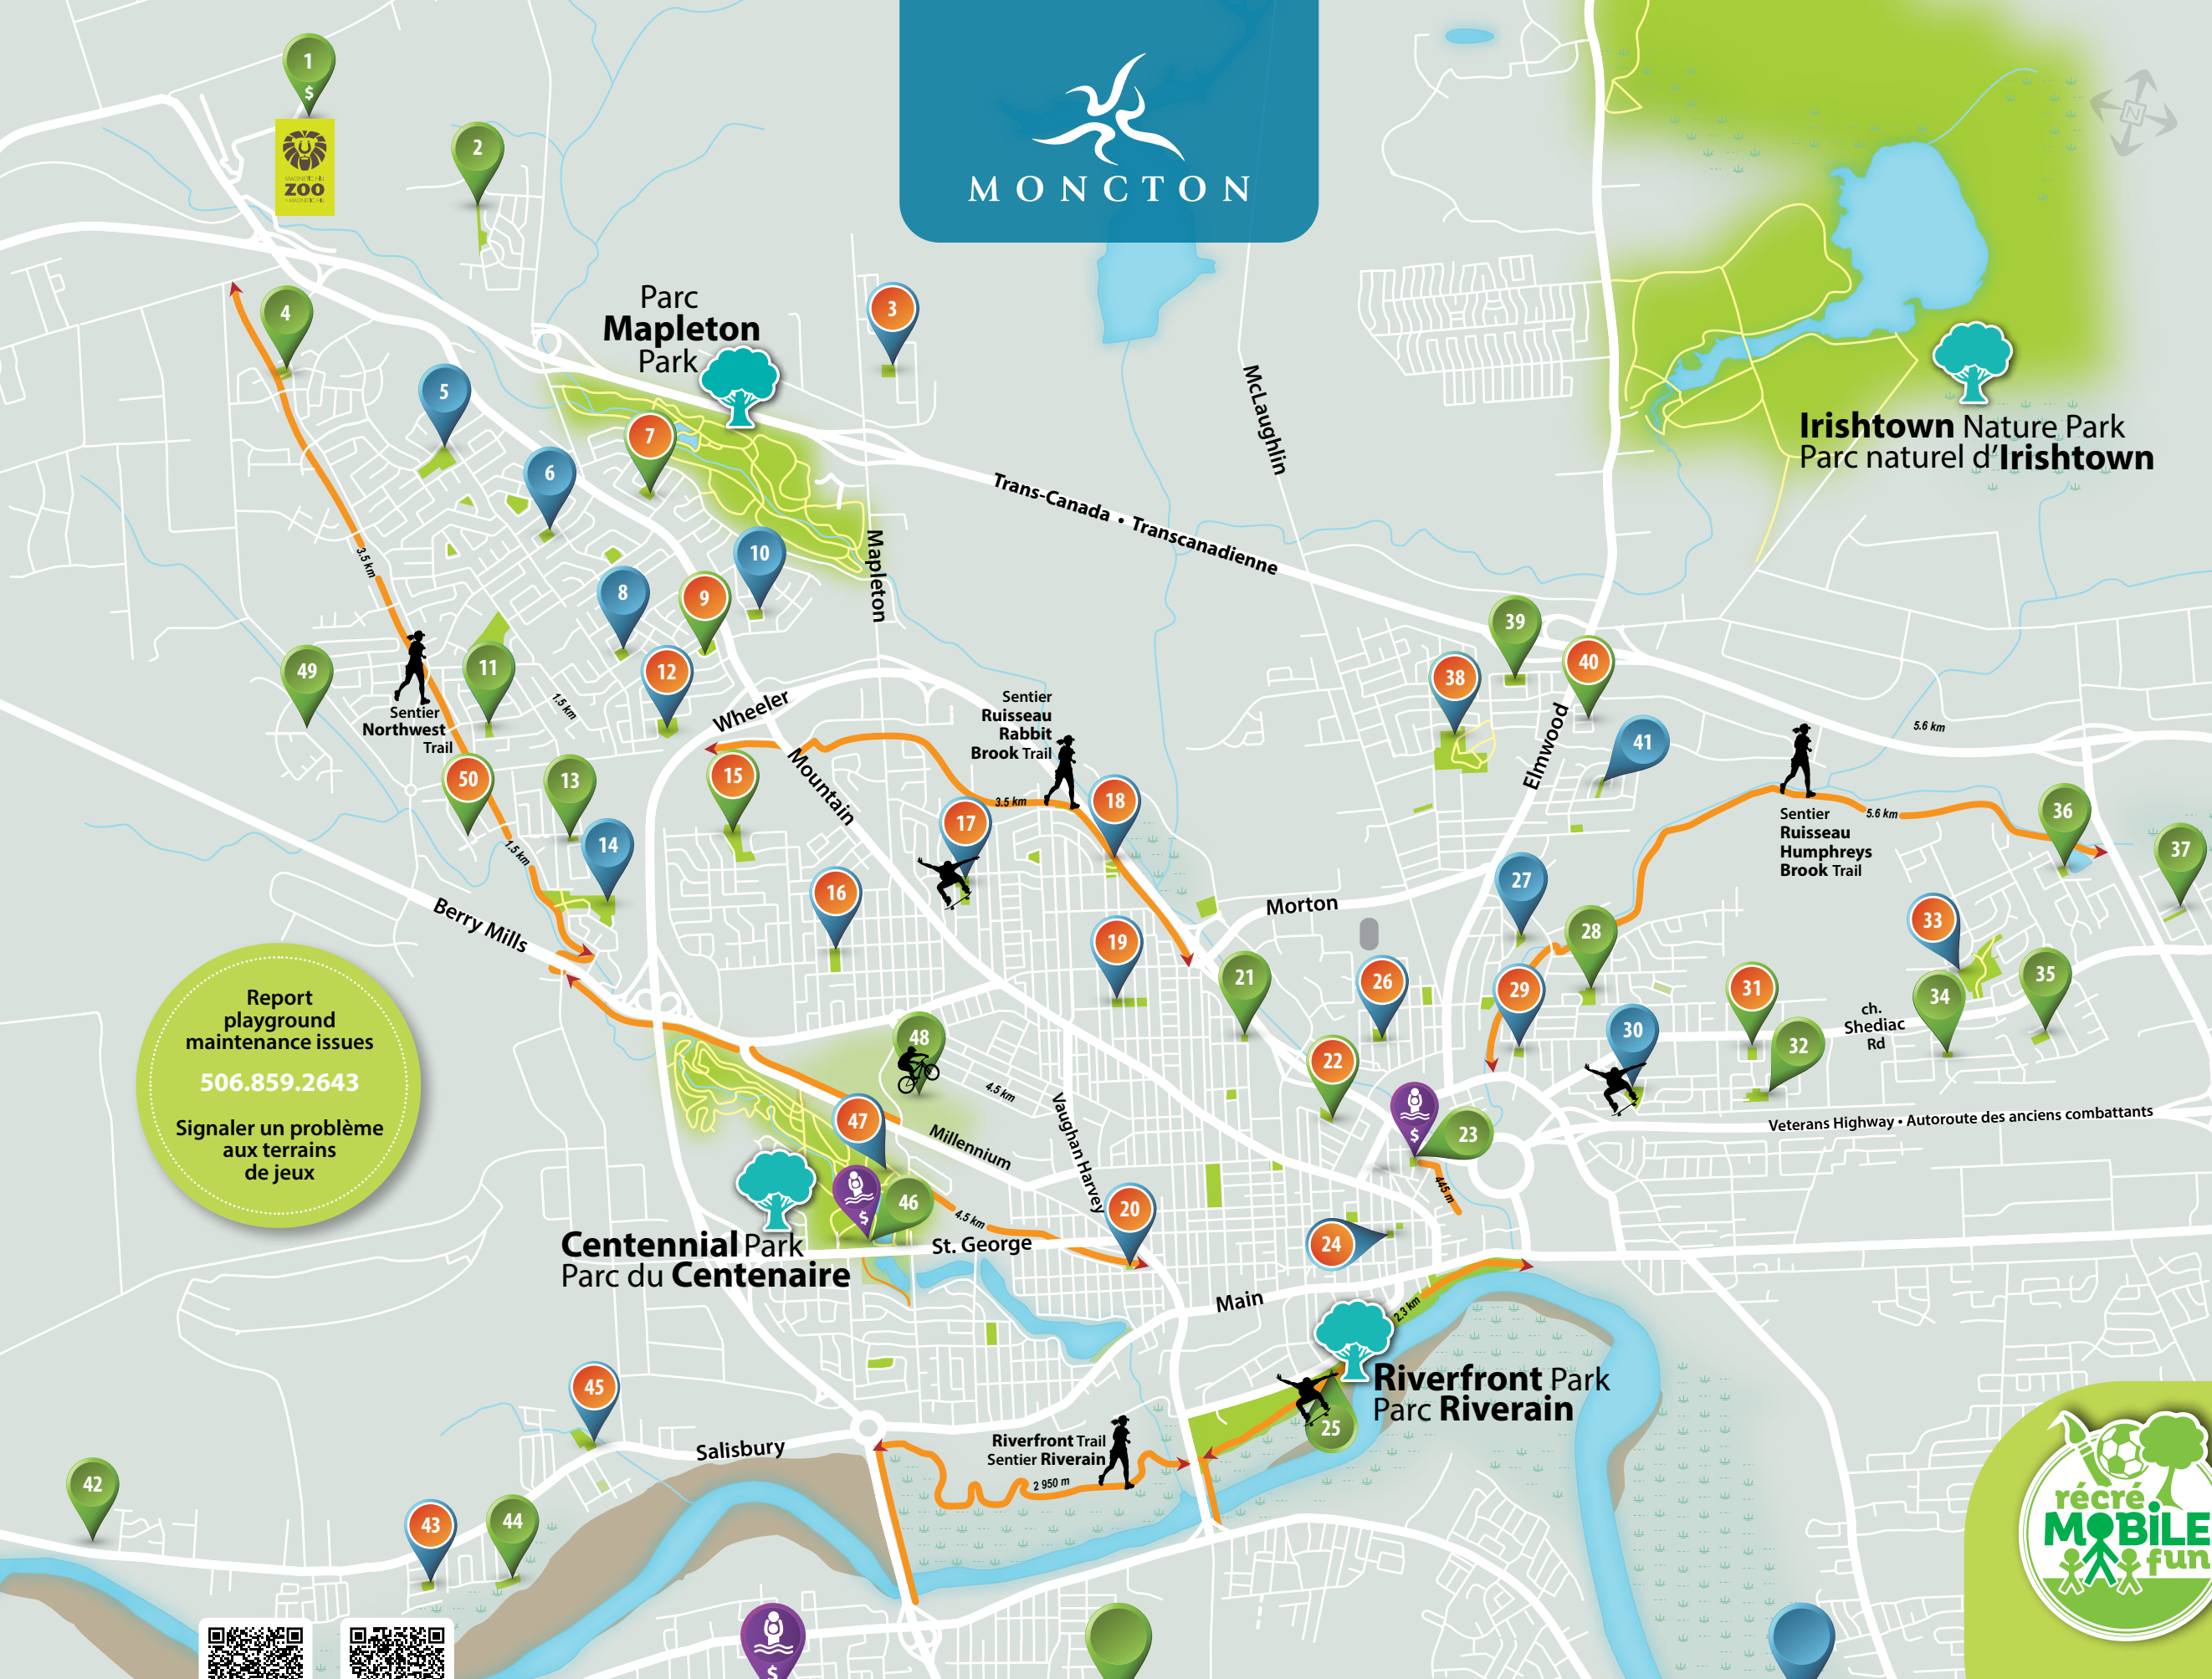 MONCTON
1
$
MAGNETIC HILL
ZOO
2
3
4
Parc
Mapleton
Park
5
6
7
8
9
10
N
McLaughlin
Irishtown Nature Park
Parc naturel d'Irishtown
Trans-Canada • Transcanadienne
Mapleton
3.5 km
49
11
1.5 km
12
Sentier
Northwest
Trail
Wheeler
Sentier
Ruisseau
Rabbit
Brook Trail
39
38
40
41
Elmwood
5.6 km
50
13
14
15
Mountain
3.5 km
17
18
1.5 km
16
19
Sentier
Ruisseau
Humphreys
Brook Trail
5.6 km
36
37
Berry Mills
Morton
27
28
33
21
26
29
31
34
35
ch.
Shediac
Rd
30
32
22
Report
playground
maintenance issues
506.859.2643
Signaler un problème
aux terrains
de jeux
48
4.5 km
47
Millennium
Vaughan Harvey
$
23
Veterans Highway • Autoroute des anciens combattants
445 m
$
46
4.5 km
20
24
Centennial Park
Parc du Centenaire
St. George
Main
2.3 km
Riverfront Park
Parc Riverain
25
45
Salisbury
Riverfront Trail
Sentier Riverain
2 950 m
42
43
44
récré
MOBiLE
fun
$